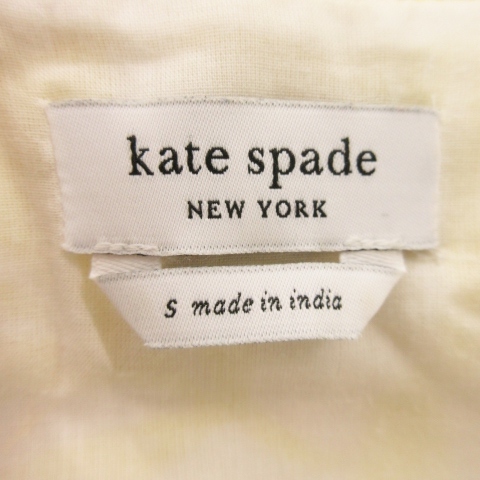 kate spade
NEW YORK
S made in india